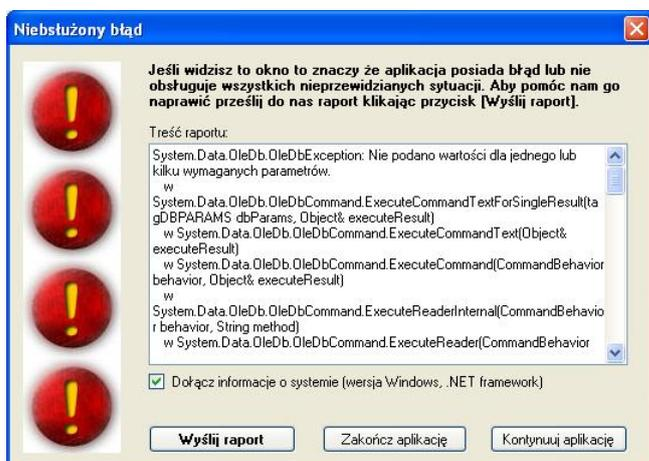 Niebsłużony błąd
Jeśli widzisz to okno to znaczy że aplikacja posiada błąd lub nie
obsługuje wszystkich nieprzewidzianych sytuacji. Aby pomóc nam go
naprawić prześlij do nas raport klikając przycisk [Wyślij raport].
Treść raportu:
System.Data.OleDb.OleDbException: Nie podano wartości dla jednego lub
kilku wymaganych parametrów.
w
System.Data.OleDb.OleDbCommand.ExecuteCommandTextForSingleResult(ta
gDBPARAMS dbParams, Object& executeResult)
w System.Data.OleDb.OleDbCommand.ExecuteCommandText(Object&
executeResult)
w System.Data.OleDb.OleDbCommand.ExecuteCommand(CommandBehavior
behavior, Object& executeResult)
w
System.Data.OleDb.OleDbCommand.ExecuteReaderInternal(CommandBehavio
r behavior, String method)
w System.Data.OleDb.OleDbCommand.ExecuteReader(CommandBehavior
Dołącz informacje o systemie (wersja Windows, .NET framework)
Wyślij raport
Zakończ aplikację
Kontynuuj aplikację